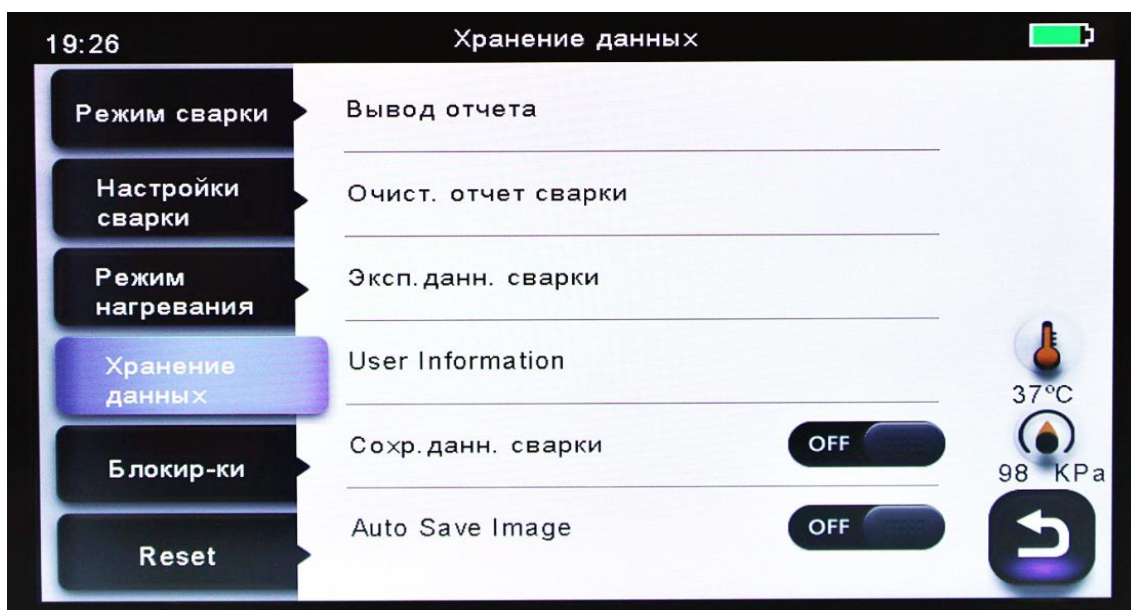 19:26
Хранение данных
Режим сварки
Настройки
сварки
Режим
нагревания
Хранение
данных
Блокир-ки
Reset
Вывод отчета
Очист. отчет сварки
Эксп.данн. сварки
User Information
Сохр.данн. сварки
OFF
Auto Save Image
OFF
37°C
98 KPa